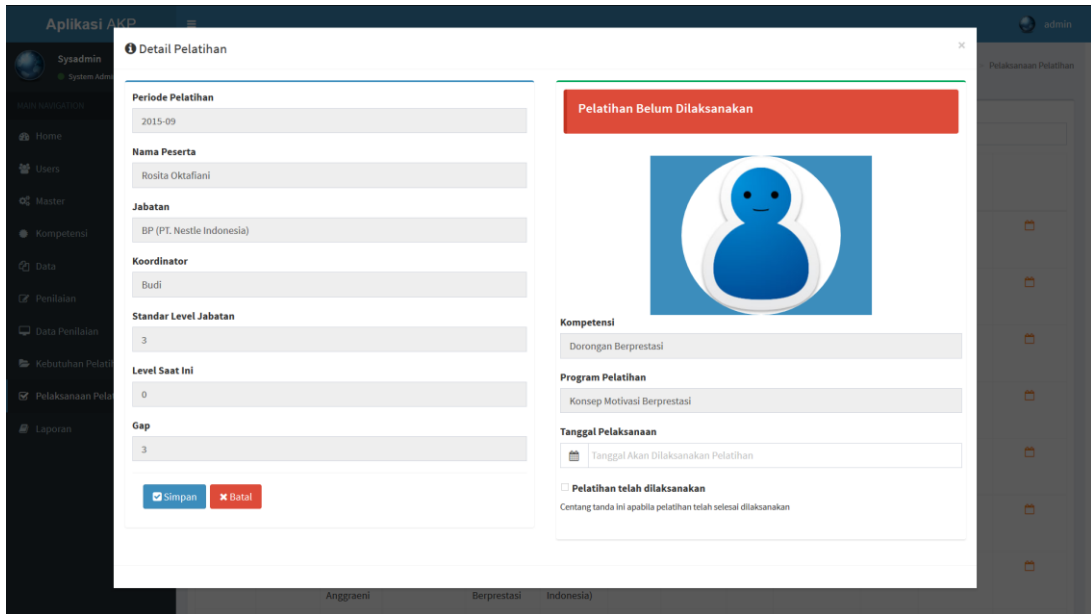 Aplikasi AKP
admin
Sysadmin
System Admi
Pelaksanaan Pelatihan
MAIN NAVIGATION
Home
Users
Master
Kompetensi
Data
Penilaian
Data Penilaian
Kebutuhan Pelati
Pelaksanaan Pela
Laporan
Detail Pelatihan
×
Periode Pelatihan
2015-09
Nama Peserta
Rosita Oktafiani
Jabatan
BP (PT. Nestle Indonesia)
Koordinator
Budi
Standar Level Jabatan
3
Level Saat Ini
0
Gap
3
Simpan
Batal
Pelatihan Belum Dilaksanakan
Kompetensi
Dorongan Berprestasi
Program Pelatihan
Konsep Motivasi Berprestasi
Tanggal Pelaksanaan
Tanggal Akan Dilaksanakan Pelatihan
Pelatihan telah dilaksanakan
Centang tanda ini apabila pelatihan telah selesai dilaksanakan
Anggraeni
Berprestasi
Indonesia)